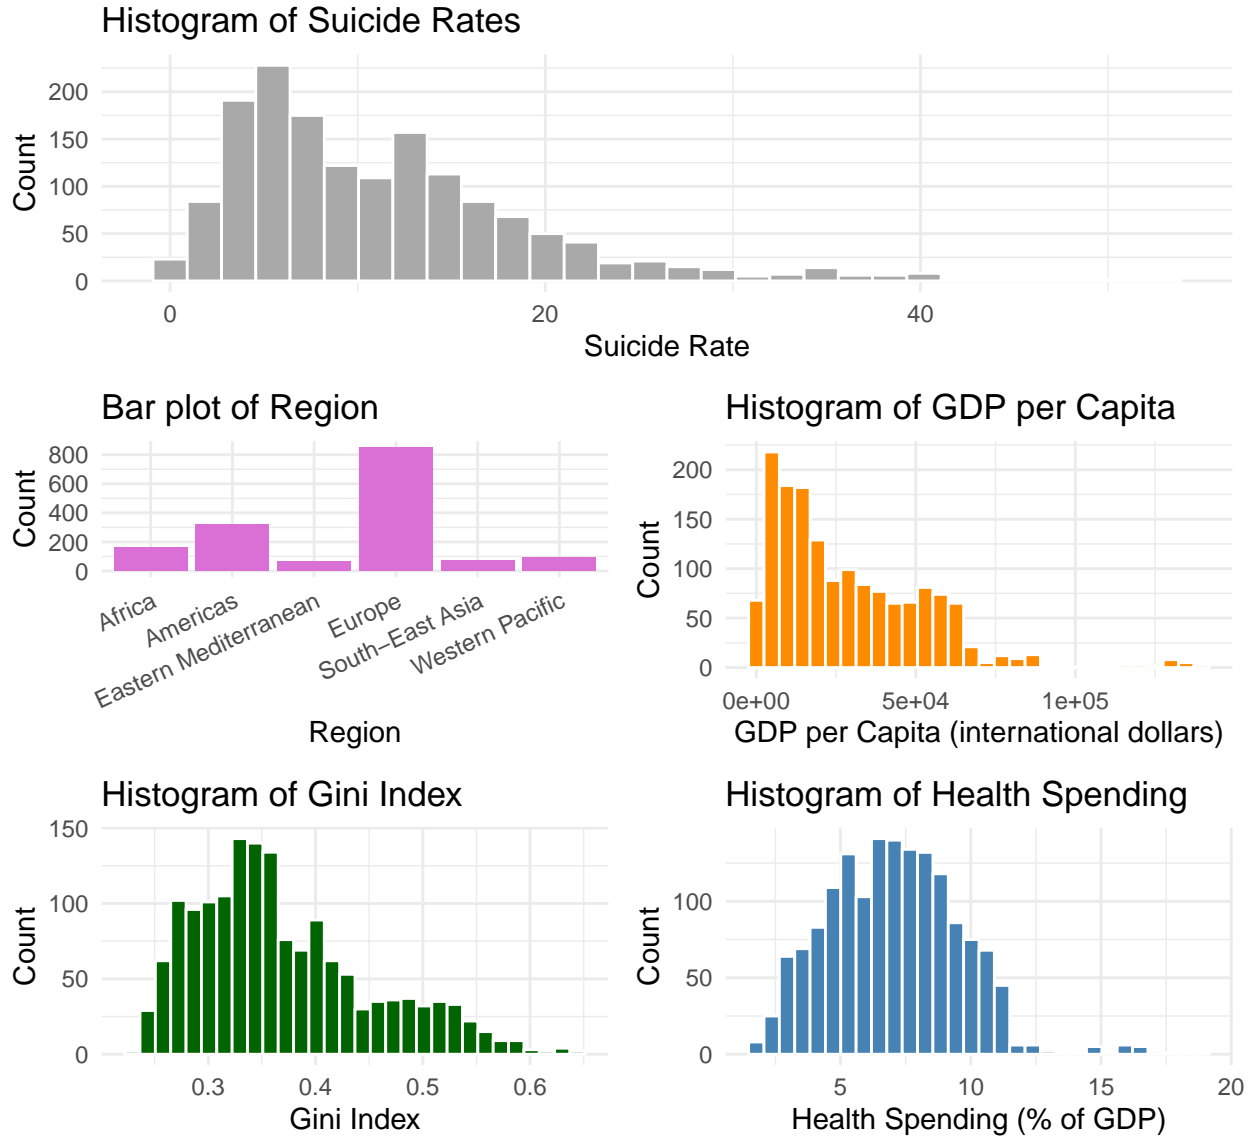 Histogram of Suicide Rates
Count
200
150
100
50
0
0 20 40
Suicide Rate
Bar plot of Region
Count
800
600
400
200
0
Africa
Americas
Eastern Mediterranean
Europe
South−East Asia
Western Pacific
Region
Histogram of GDP per Capita
Count
200
150
100
50
0
0e+00 5e+04 1e+05
GDP per Capita (international dollars)
Histogram of Gini Index
Count
150
100
50
0
0.3 0.4 0.5 0.6
Gini Index
Histogram of Health Spending
Count
100
50
0
5 10 15 20
Health Spending (% of GDP)